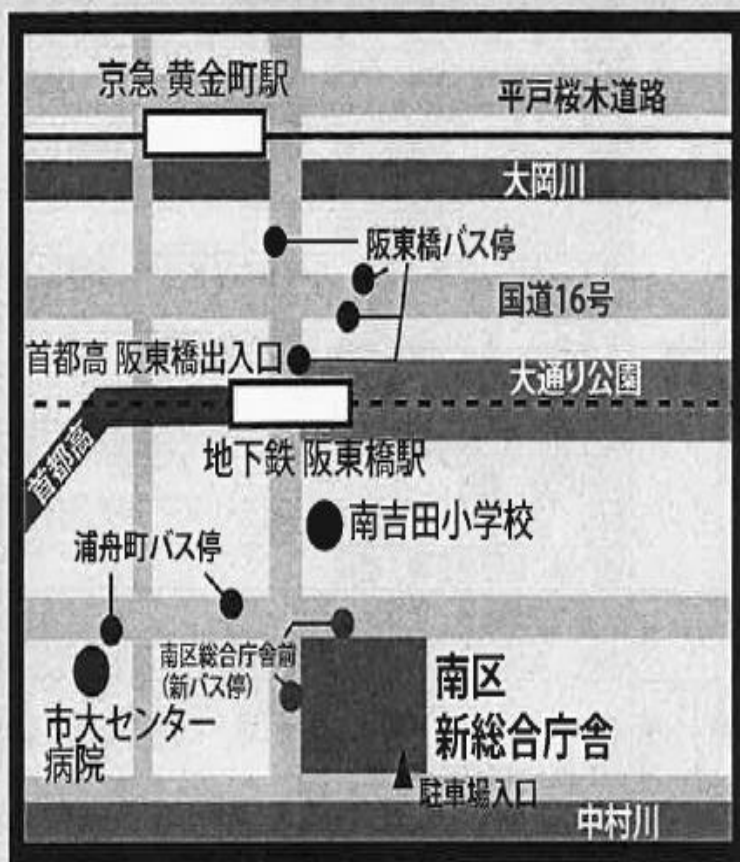 京急 黄金町駅
平戸桜木道路
大岡川
阪東橋バス停
国道16号
首都高 阪東橋出入口
大通り公園
首都高
地下鉄 阪東橋駅
南吉田小学校
浦舟町バス停
南区総合庁舎前
(新バス停)
南区
新総合庁舎
市大センター
病院
駐車場入口
中村川